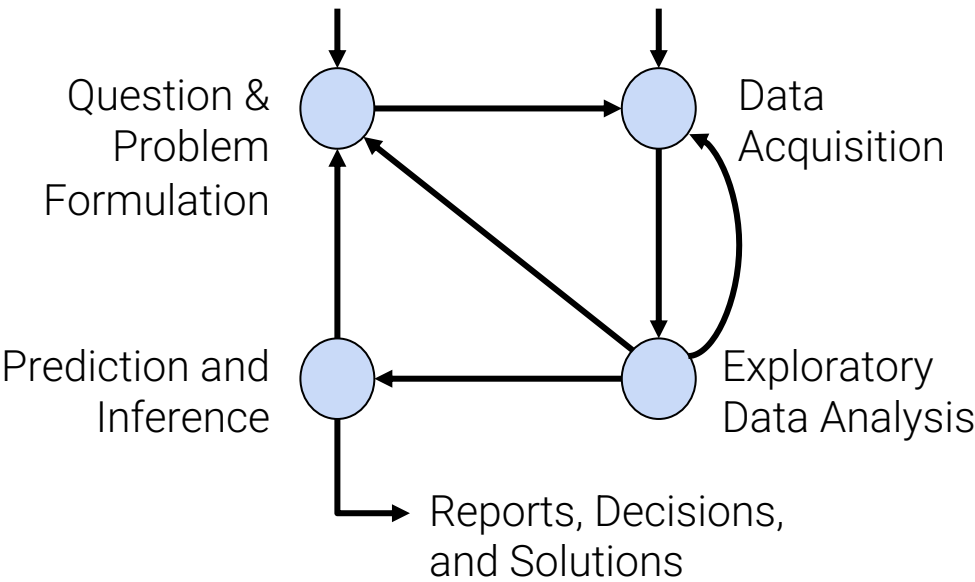 Question &
Problem
Formulation
Data
Acquisition
Prediction and
Inference
Exploratory
Data Analysis
Reports, Decisions,
and Solutions